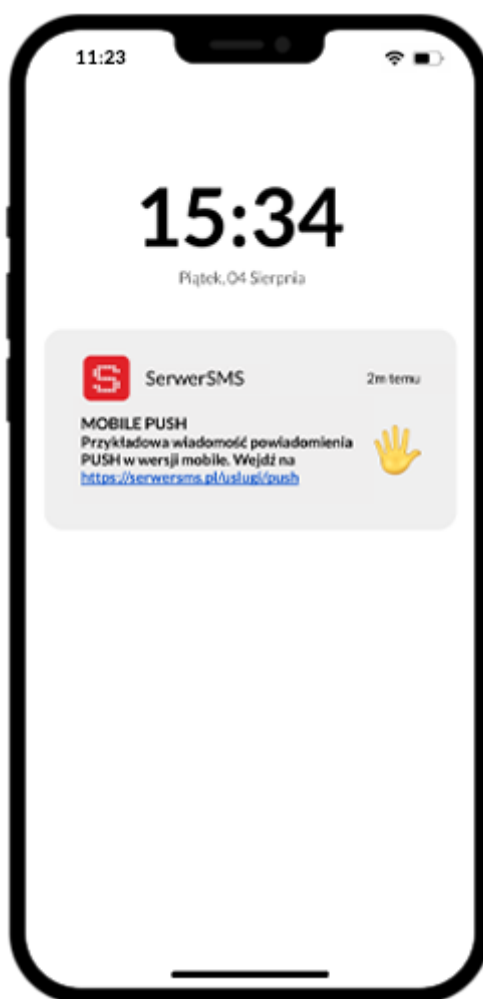 11:23
15:34
Piątek, 04 Sierpnia
S SerwerSMS 2m temu
MOBILE PUSH
Przykładowa wiadomość powiadomienia
PUSH w wersji mobile. Wejdź na
https://serwersms.pl/uslugi/push